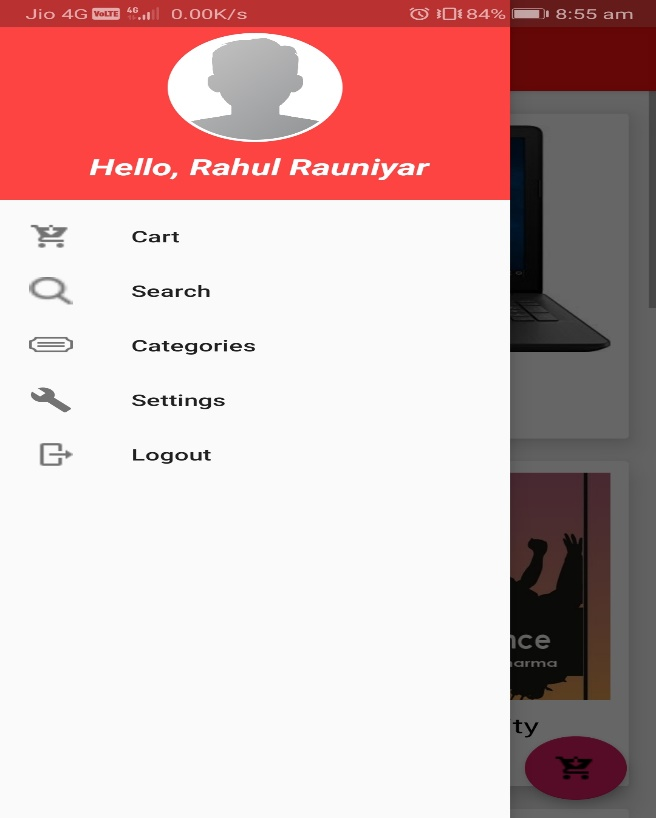 Jio 4G VoLTE 4G 0.00K/s 84% 8:55 am
Hello, Rahul Rauniyar
Cart
Search
Categories
Settings
Logout
nce
arma
ty